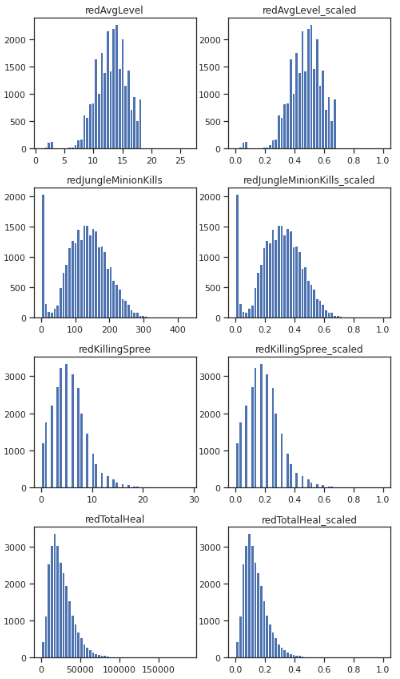 redAvgLevel redAvgLevel_scaled
2000 2000
1500 1500
1000 1000
500 500
0 0
0 5 10 15 20 25 0.0 0.2 0.4 0.6 0.8 1.0
redJungleMinionKills redJungleMinionKills_scaled
2000 2000
1500 1500
1000 1000
500 500
0 0
0 100 200 300 400 0.0 0.2 0.4 0.6 0.8 1.0
redKillingSpree redKillingSpree_scaled
3000 3000
2000 2000
1000 1000
0 0
0 10 20 30 0.0 0.2 0.4 0.6 0.8 1.0
redTotalHeal redTotalHeal_scaled
3000 3000
2000 2000
1000 1000
0 0
0 50000 100000 150000 0.0 0.2 0.4 0.6 0.8 1.0